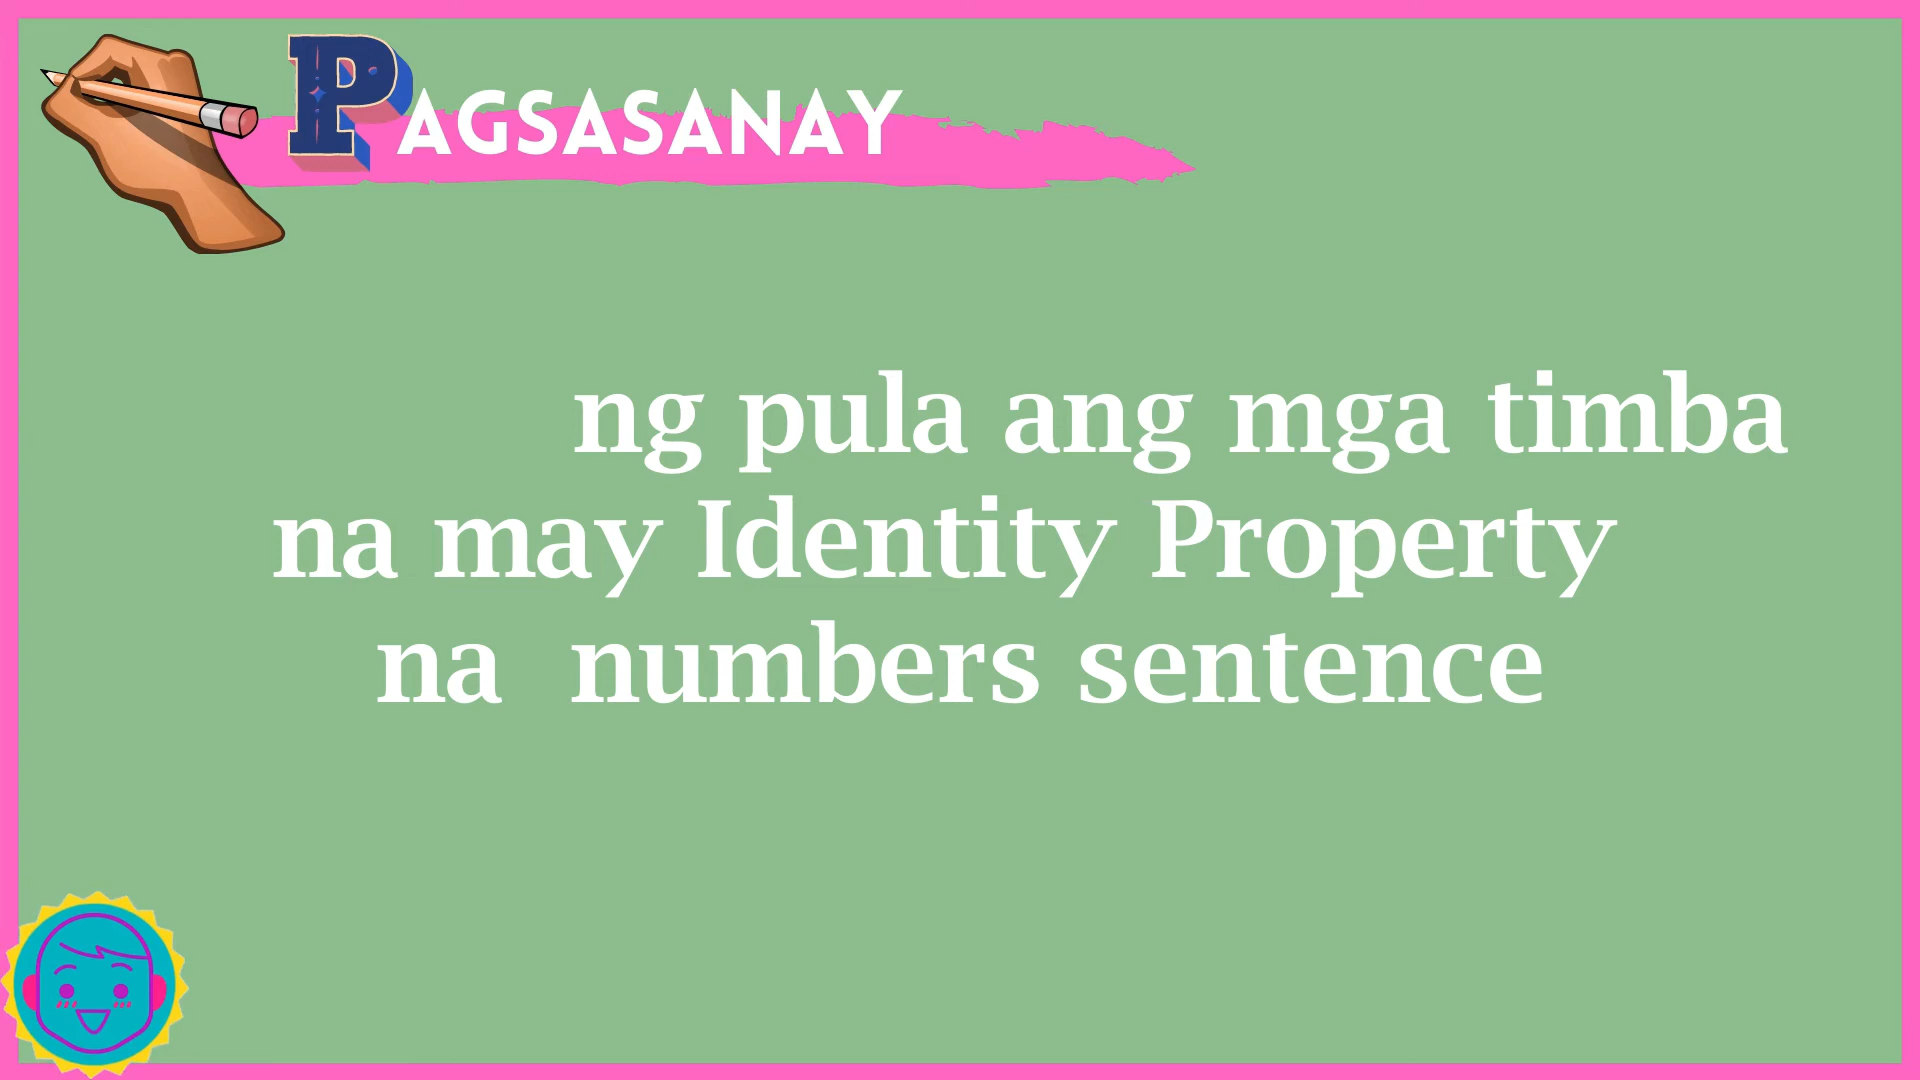 PAGSASANAY
ng pula ang mga timba
na may Identity Property
na numbers sentence